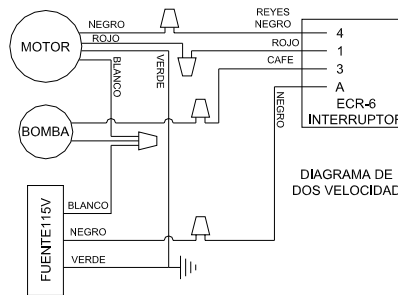 NEGRO
REYES
NEGRO
4
MOTOR
ROJO
ROJO
1
CAFE
3
BLANCO
VERDE
NEGRO
A
ECR-6
INTERRUPTOR
BOMBA
DIAGRAMA DE
DOS VELOCIDAD
FUENTE115V
BLANCO
NEGRO
VERDE